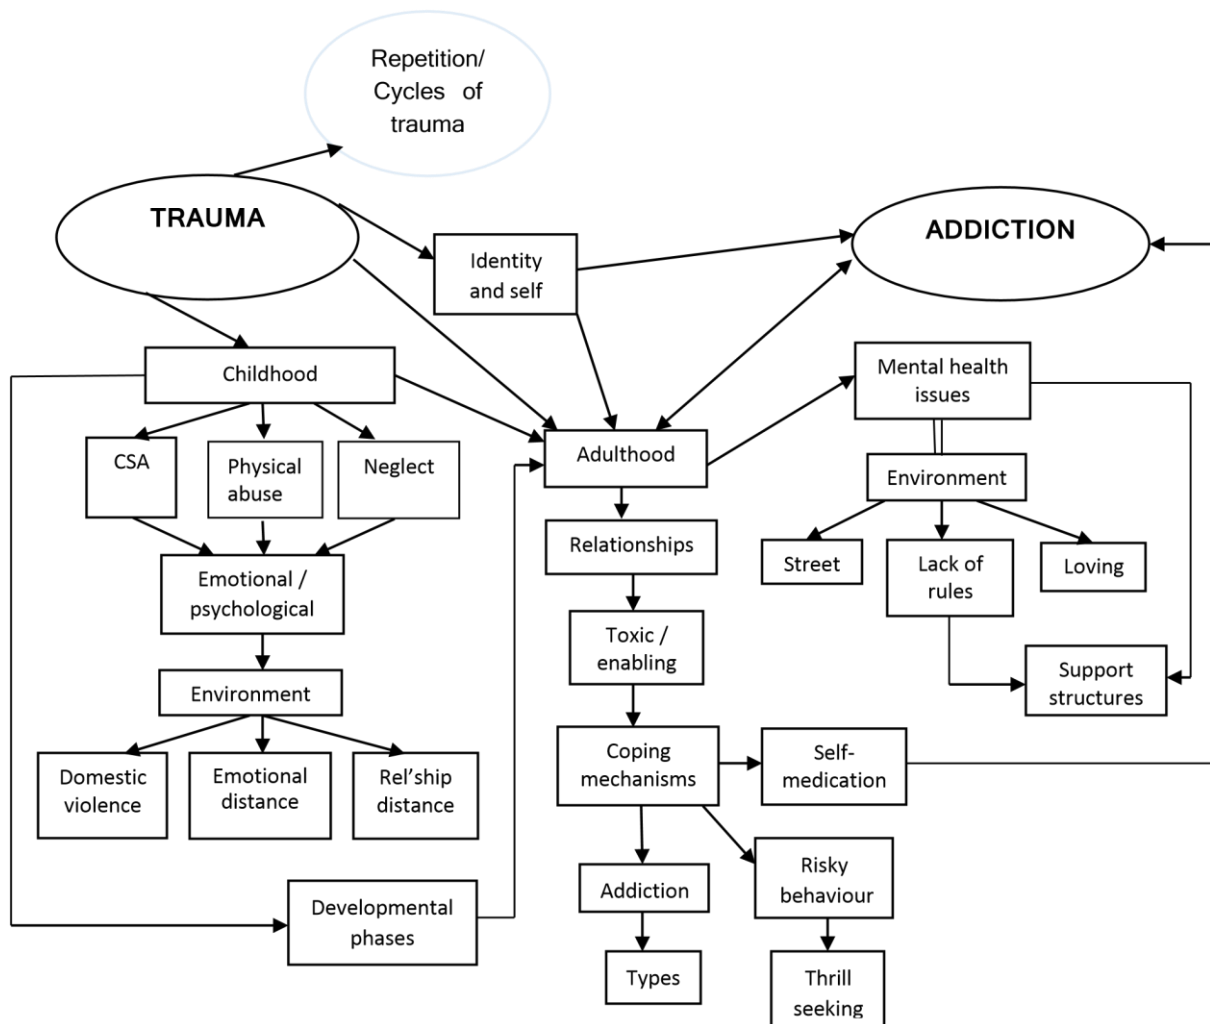 Repetition/
Cycles of
trauma
TRAUMA
ADDICTION
Identity
and self
Childhood
Mental health
issues
CSA
Physical
abuse
Neglect
Adulthood
Environment
Relationships
Street
Lack of
rules
Loving
Emotional /
psychological
Toxic /
enabling
Environment
Support
structures
Domestic
violence
Emotional
distance
Rel’ship
distance
Coping
mechanisms
Self-
medication
Developmental
phases
Addiction
Risky
behaviour
Types
Thrill
seeking